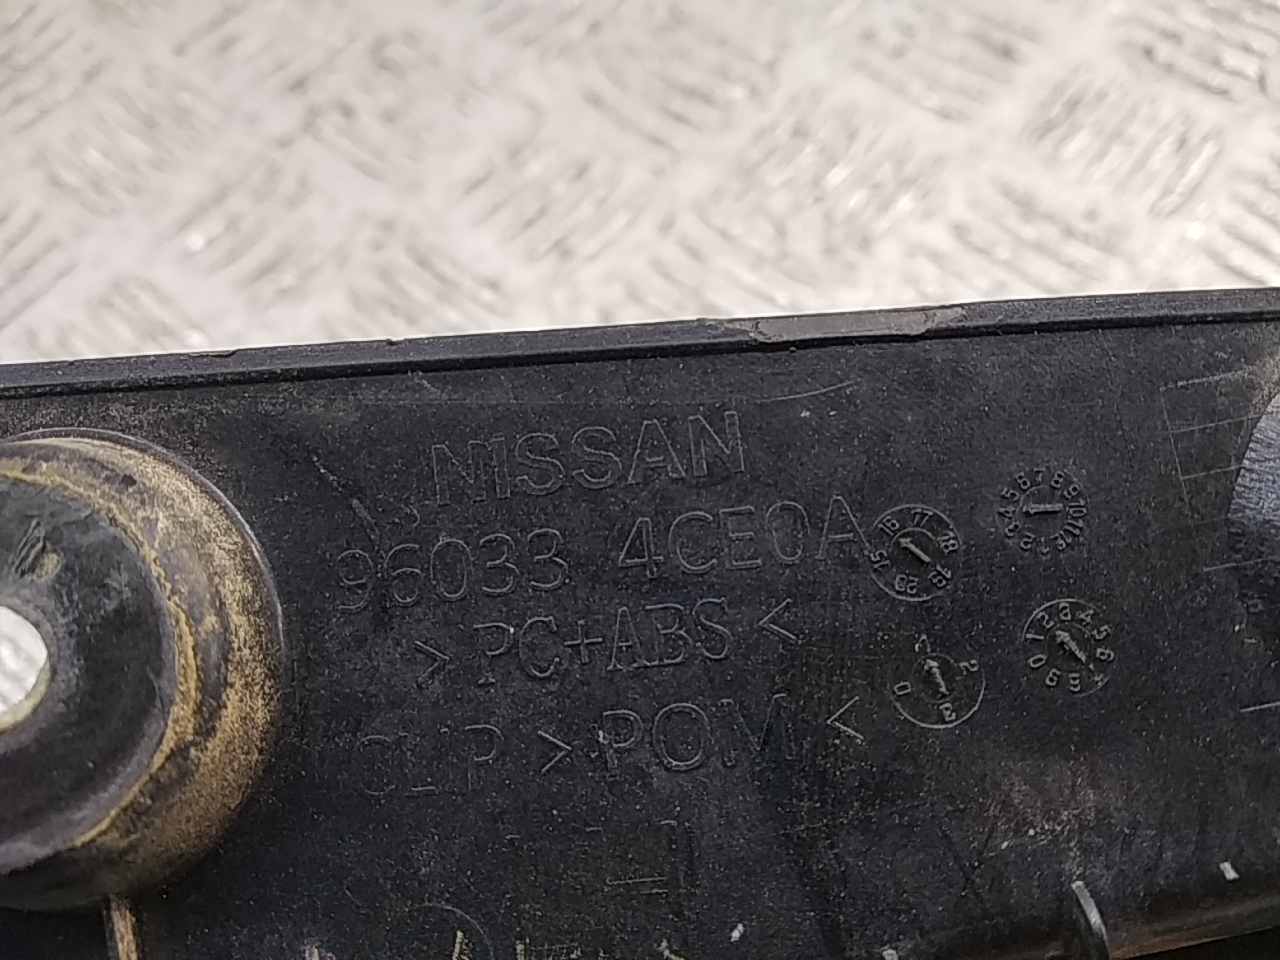 NISSAN
96033 4CE0A
> PC+ABS <
CLIP > POM <